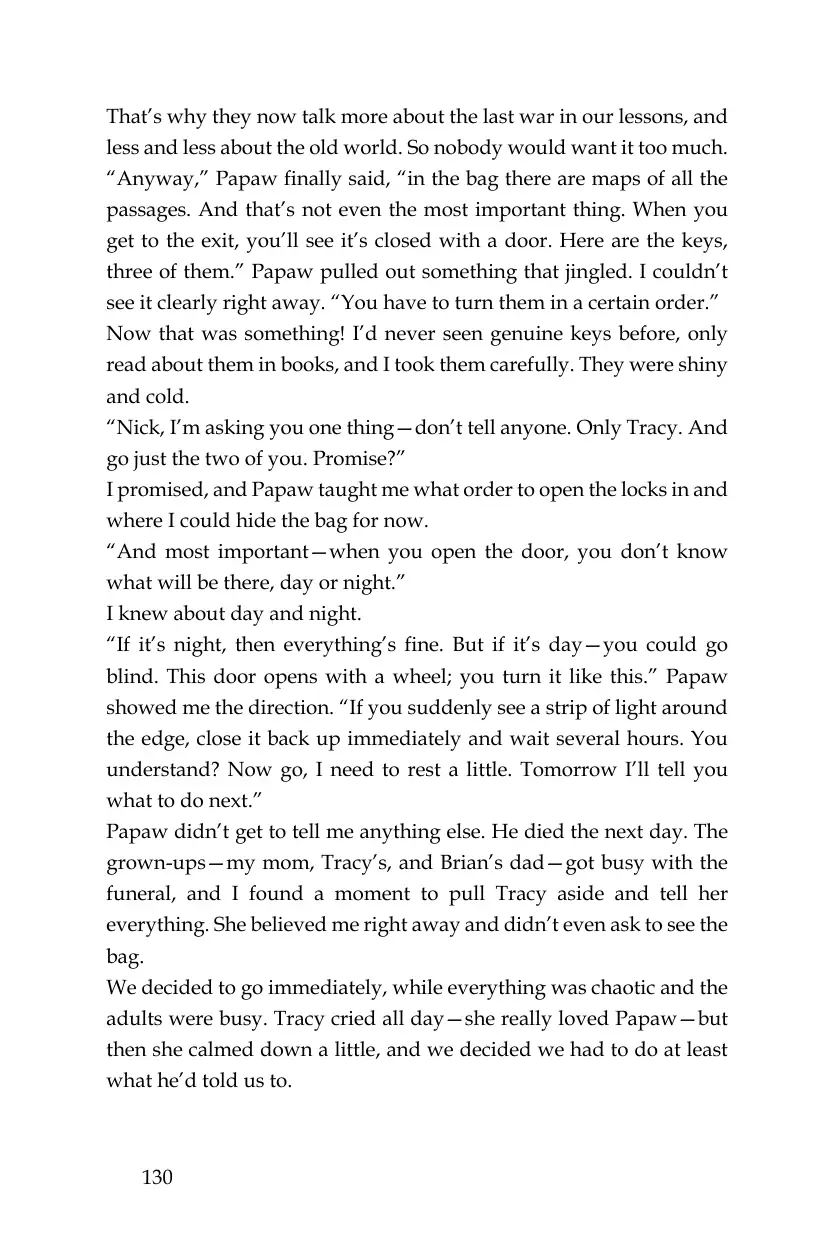 That’s why they now talk more about the last war in our lessons, and
less and less about the old world. So nobody would want it too much.
“Anyway,” Papaw finally said, “in the bag there are maps of all the
passages. And that’s not even the most important thing. When you
get to the exit, you’ll see it’s closed with a door. Here are the keys,
three of them.” Papaw pulled out something that jingled. I couldn’t
see it clearly right away. “You have to turn them in a certain order.”
Now that was something! I’d never seen genuine keys before, only
read about them in books, and I took them carefully. They were shiny
and cold.
“Nick, I’m asking you one thing—don’t tell anyone. Only Tracy. And
go just the two of you. Promise?”
I promised, and Papaw taught me what order to open the locks in and
where I could hide the bag for now.
“And most important—when you open the door, you don’t know
what will be there, day or night.”
I knew about day and night.
“If it’s night, then everything’s fine. But if it’s day—you could go
blind. This door opens with a wheel; you turn it like this.” Papaw
showed me the direction. “If you suddenly see a strip of light around
the edge, close it back up immediately and wait several hours. You
understand? Now go, I need to rest a little. Tomorrow I’ll tell you
what to do next.”
Papaw didn’t get to tell me anything else. He died the next day. The
grown-ups—my mom, Tracy’s, and Brian’s dad—got busy with the
funeral, and I found a moment to pull Tracy aside and tell her
everything. She believed me right away and didn’t even ask to see the
bag.
We decided to go immediately, while everything was chaotic and the
adults were busy. Tracy cried all day—she really loved Papaw—but
then she calmed down a little, and we decided we had to do at least
what he’d told us to.
130